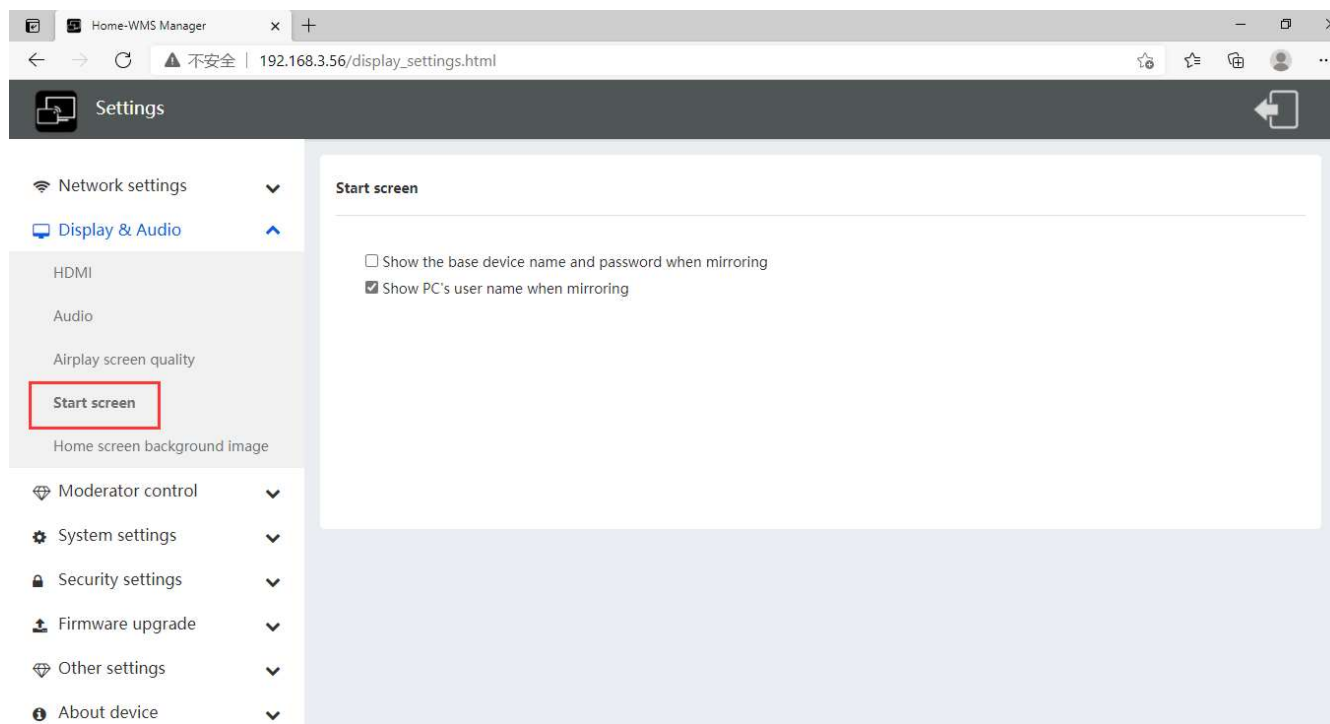 Home-WMS Manager
不安全 192.168.3.56/display_settings.html
Settings
Network settings
Display & Audio
HDMI
Audio
Airplay screen quality
Start screen
Home screen background image
Moderator control
System settings
Security settings
Firmware upgrade
Other settings
About device
Start screen
Show the base device name and password when mirroring
Show PC's user name when mirroring